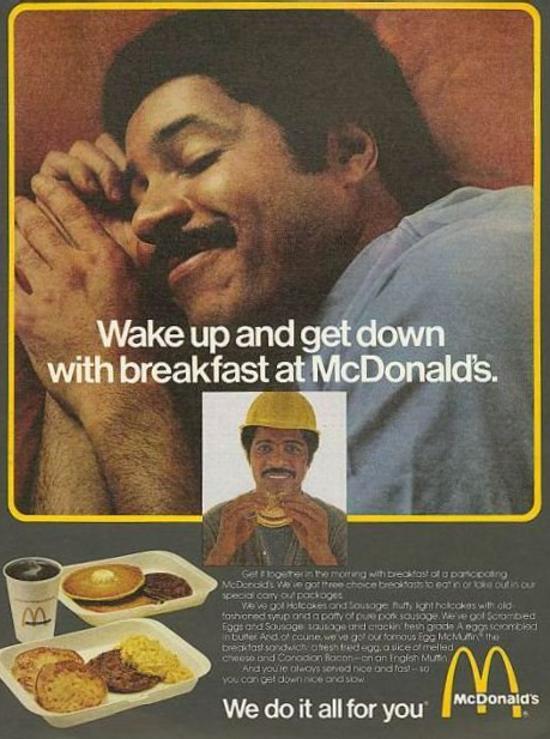 Wake up and get down
with breakfast at McDonald's.
Get it together in the morning with breakfast at a participating
McDonald's. We've got three choice breakfasts to eat in or take out in our
special carry-out packages.
We've got Hotcakes and Sausage: fluffy, light hotcakes with old-
fashioned syrup and a patty of pure pork sausage. We've got Scrambled
Eggs and Sausage: sausage and crackin' fresh grade A eggs scrambled
in butter. And, of course, we've got our famous Egg McMuffin® the
breakfast sandwich: a fresh fried egg, a slice of melted
cheese and Canadian Bacon—on an English Muffin.
And you're always served nice and fast—so
you can get down nice and slow.
We do it all for you
McDonald's
®